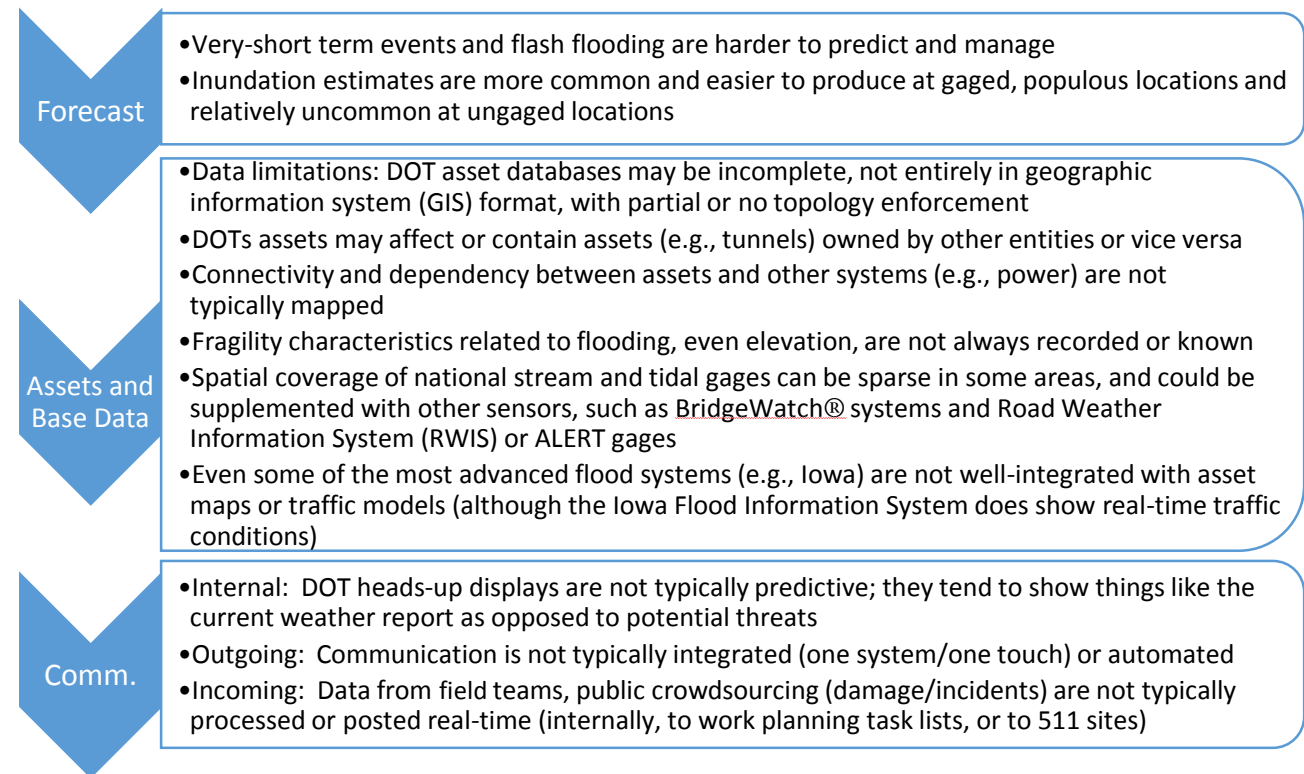 Forecast
•Very-short term events and flash flooding are harder to predict and manage
•Inundation estimates are more common and easier to produce at gaged, populous locations and
relatively uncommon at ungaged locations
Assets and
Base Data
•Data limitations: DOT asset databases may be incomplete, not entirely in geographic
information system (GIS) format, with partial or no topology enforcement
•DOTs assets may affect or contain assets (e.g., tunnels) owned by other entities or vice versa
•Connectivity and dependency between assets and other systems (e.g., power) are not
typically mapped
•Fragility characteristics related to flooding, even elevation, are not always recorded or known
•Spatial coverage of national stream and tidal gages can be sparse in some areas, and could be
supplemented with other sensors, such as BridgeWatch® systems and Road Weather
Information System (RWIS) or ALERT gages
•Even some of the most advanced flood systems (e.g., Iowa) are not well-integrated with asset
maps or traffic models (although the Iowa Flood Information System does show real-time traffic
conditions)
Comm.
•Internal:  DOT heads-up displays are not typically predictive; they tend to show things like the
current weather report as opposed to potential threats
•Outgoing:  Communication is not typically integrated (one system/one touch) or automated
•Incoming:  Data from field teams, public crowdsourcing (damage/incidents) are not typically
processed or posted real-time (internally, to work planning task lists, or to 511 sites)